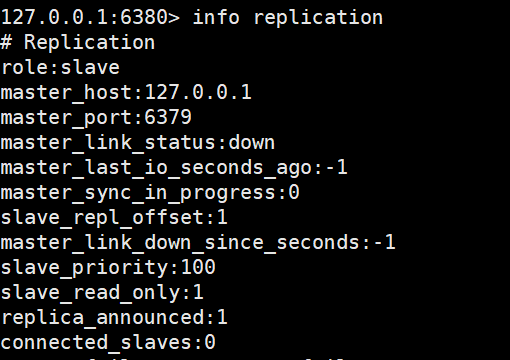 127.0.0.1:6380> info replication
# Replication
role:slave
master_host:127.0.0.1
master_port:6379
master_link_status:down
master_last_io_seconds_ago:-1
master_sync_in_progress:0
slave_repl_offset:1
master_link_down_since_seconds:-1
slave_priority:100
slave_read_only:1
replica_announced:1
connected_slaves:0